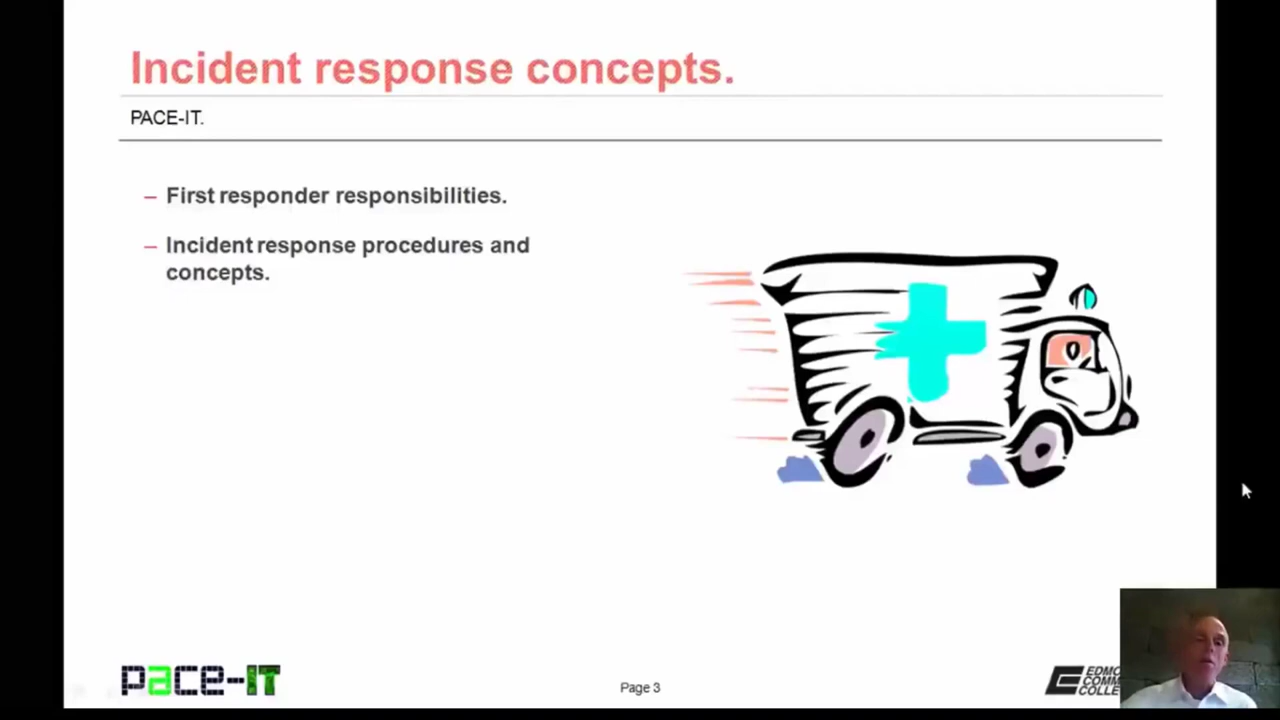 Incident response concepts.
PACE-IT.
– First responder responsibilities.
– Incident response procedures and
concepts.
pace-IT
Page 3